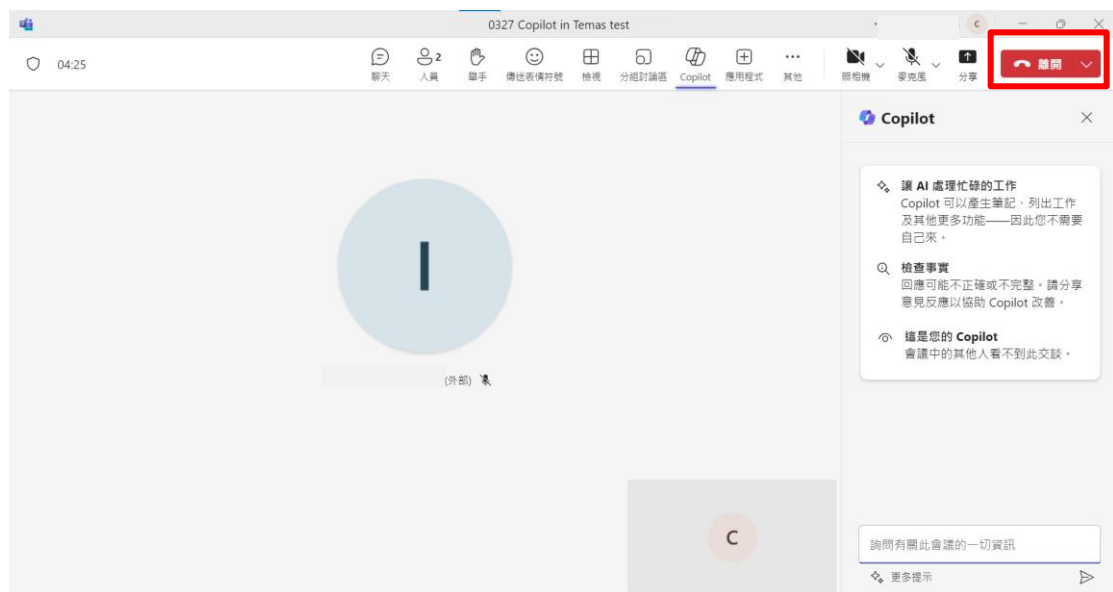 0327 Copilot in Temas test
C
04:25
2
聊天
人員
舉手
傳送表情符號
檢視
分組討論區
Copilot
應用程式
其他
照相機
麥克風
分享
離開
Copilot
讓 AI 處理忙碌的工作
Copilot 可以產生筆記、列出工作
及其他更多功能——因此您不需要
自己來。
檢查事實
回應可能不正確或不完整。請分享
意見反應以協助 Copilot 改善。
這是您的 Copilot
會議中的其他人看不到此交談。
I
(外部)
C
詢問有關此會議的一切資訊
更多提示